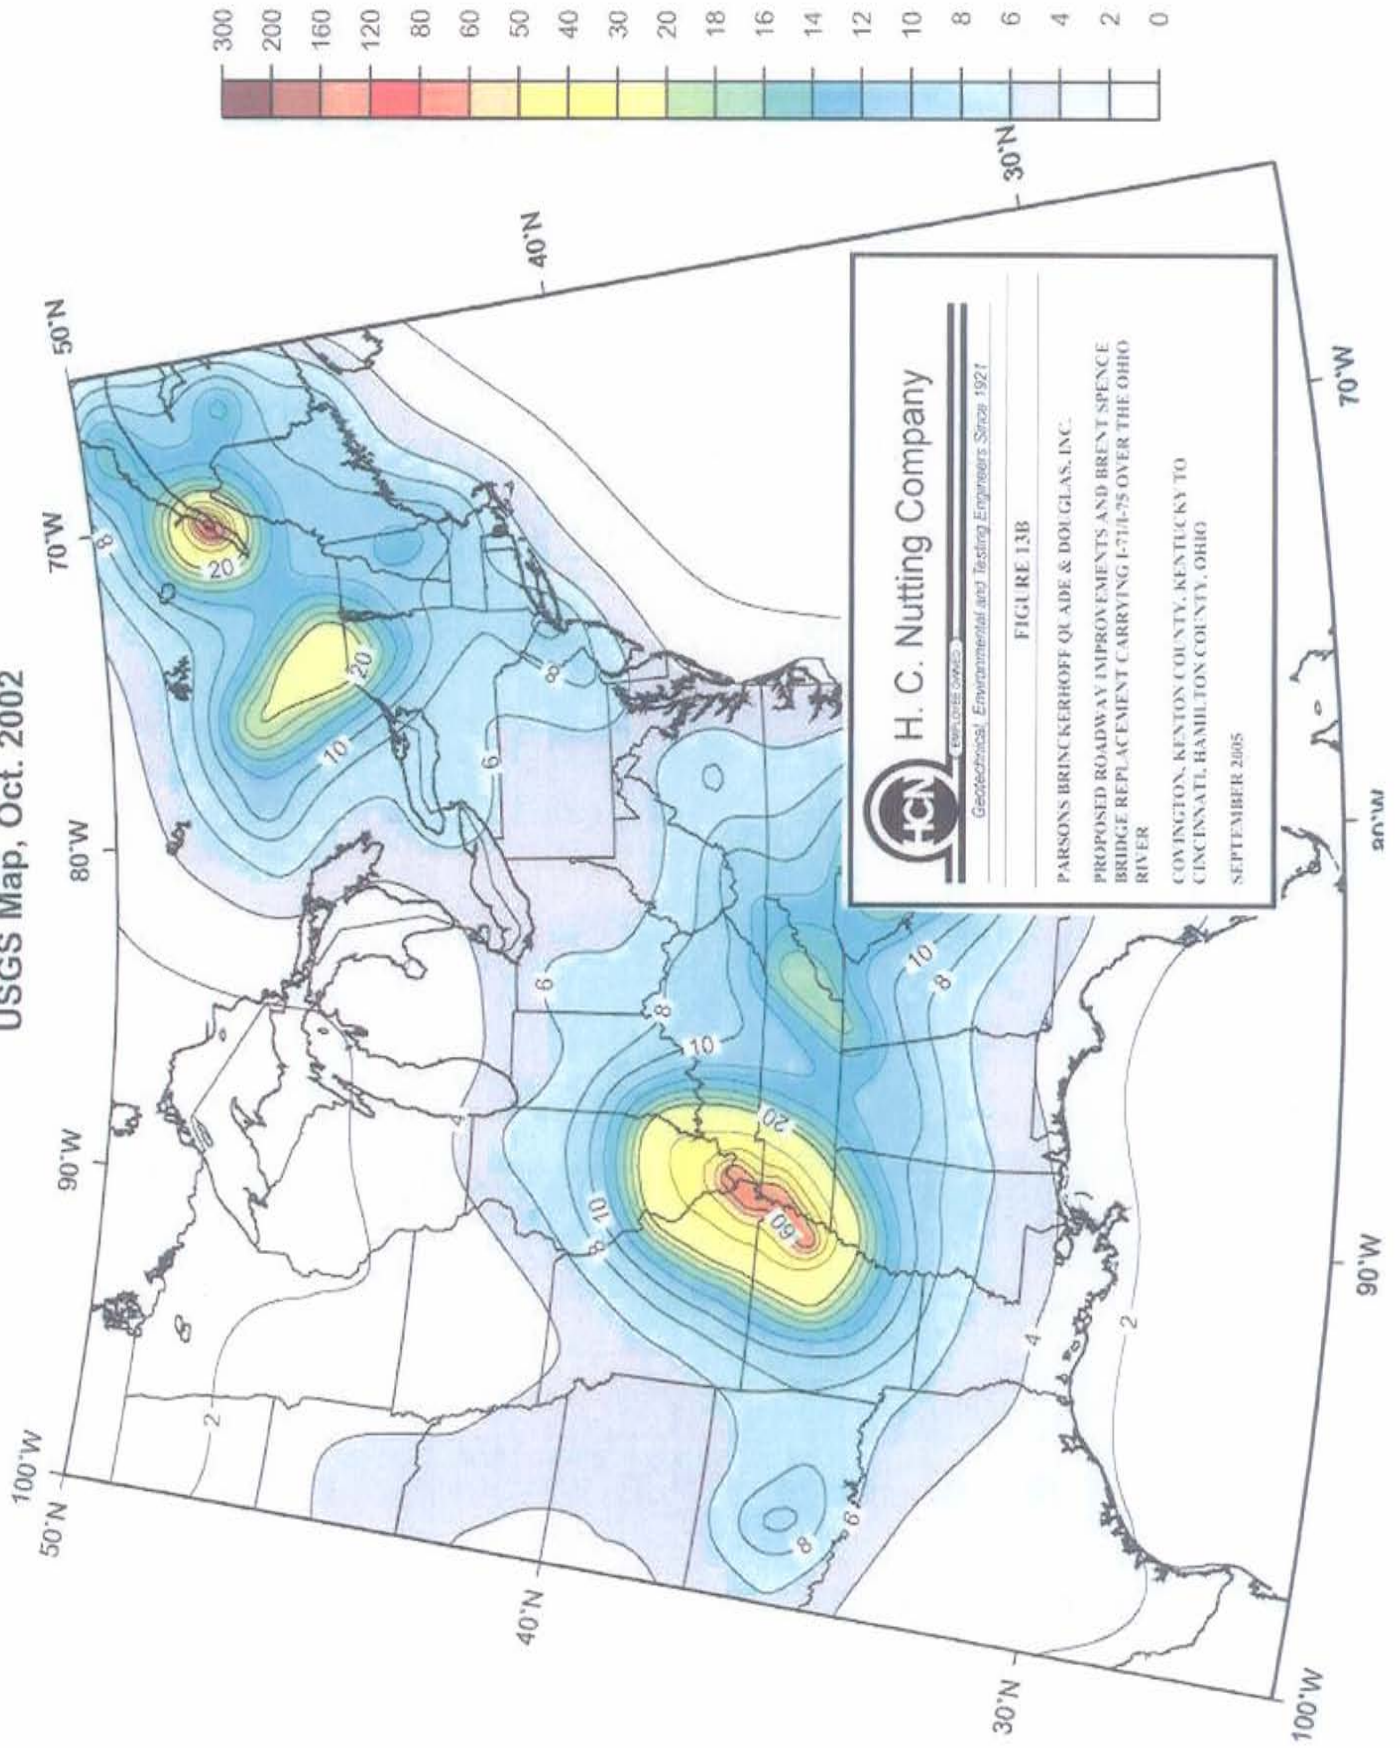 USGS Map, Oct. 2002
50°N
40°N
30°N
100°W
90°W
80°W
70°W
50°N
40°N
30°N
100°W
90°W
70°W
300
200
160
120
80
60
50
40
30
20
18
16
14
12
10
8
6
4
2
0
2
4
6
8
10
20
60
8
10
10
8
6
8
6
8
10
20
20
8
10
8
4
2
HCN
H. C. Nutting Company
EMPLOYEE OWNED
Geotechnical, Environmental and Testing Engineers Since 1921
FIGURE 13B
PARSONS BRINCKERHOFF QUADE & DOUGLAS, INC.
PROPOSED ROADWAY IMPROVEMENTS AND BRENT SPENCE
BRIDGE REPLACEMENT CARRYING I-71/I-75 OVER THE OHIO
RIVER
COVINGTON, KENTON COUNTY, KENTUCKY TO
CINCINNATI, HAMILTON COUNTY, OHIO
SEPTEMBER 2005